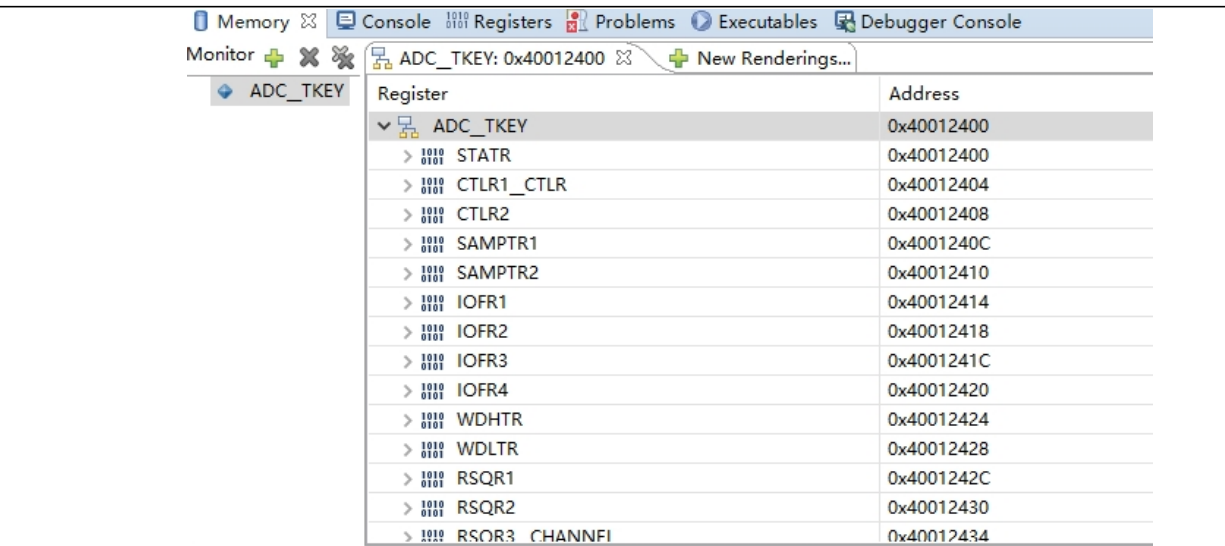 Memory Console Registers Problems Executables Debugger Console
Monitor ADC_TKEY: 0x40012400 New Renderings...
ADC_TKEY Register Address
ADC_TKEY 0x40012400
STATR 0x40012400
CTLR1_CTLR 0x40012404
CTLR2 0x40012408
SAMPTR1 0x4001240C
SAMPTR2 0x40012410
IOFR1 0x40012414
IOFR2 0x40012418
IOFR3 0x4001241C
IOFR4 0x40012420
WDHTR 0x40012424
WDLTR 0x40012428
RSQR1 0x4001242C
RSQR2 0x40012430
RSQR3_CHANNEL 0x40012434